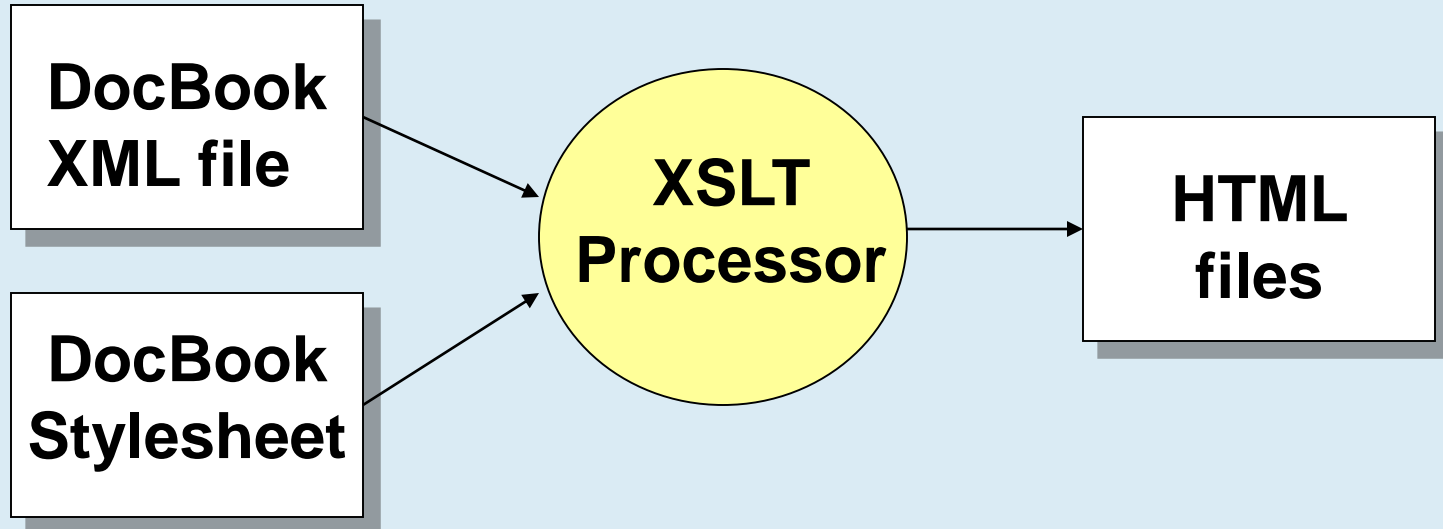 DocBook
XML file
DocBook
Stylesheet
XSLT
Processor
HTML
files